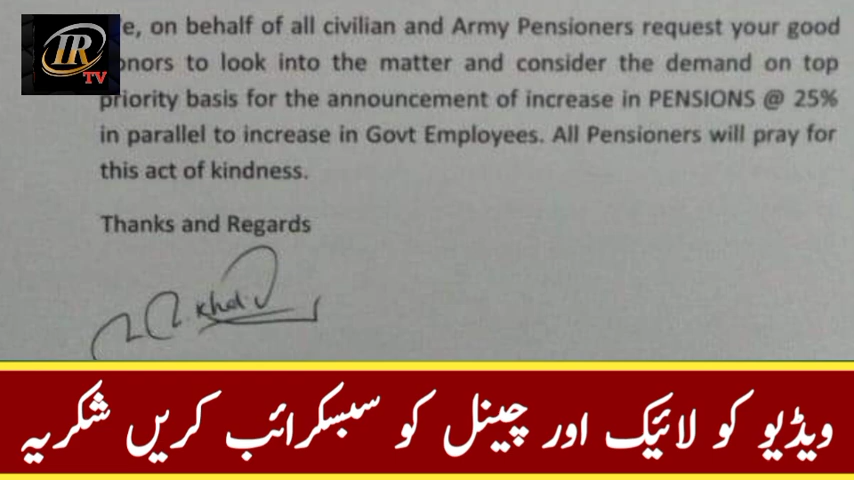 IR
TV
e, on behalf of all civilian and Army Pensioners request your good
onors to look into the matter and consider the demand on top
priority basis for the announcement of increase in PENSIONS @ 25%
in parallel to increase in Govt Employees. All Pensioners will pray for
this act of kindness.
Thanks and Regards
Khal
ویڈیو کو لائیک اور چینل کو سبسکرائب کریں شکریہ